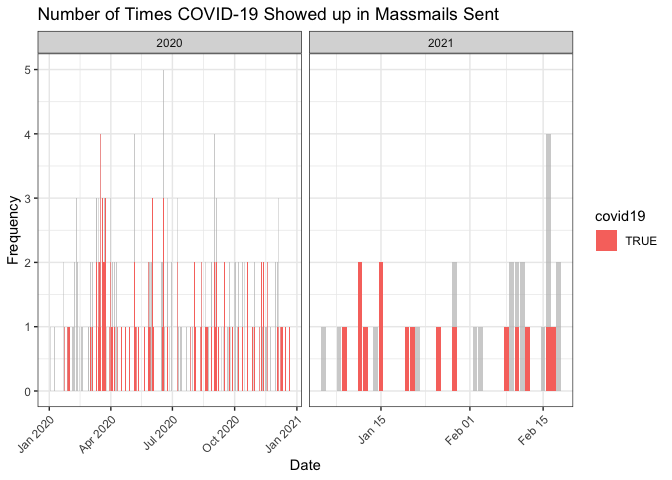 Number of Times COVID-19 Showed up in Massmails Sent
2020
2021
5
4
3
2
1
0
Frequency
Jan 2020
Apr 2020
Jul 2020
Oct 2020
Jan 2021
Jan 15
Feb 01
Feb 15
Date
covid19
TRUE